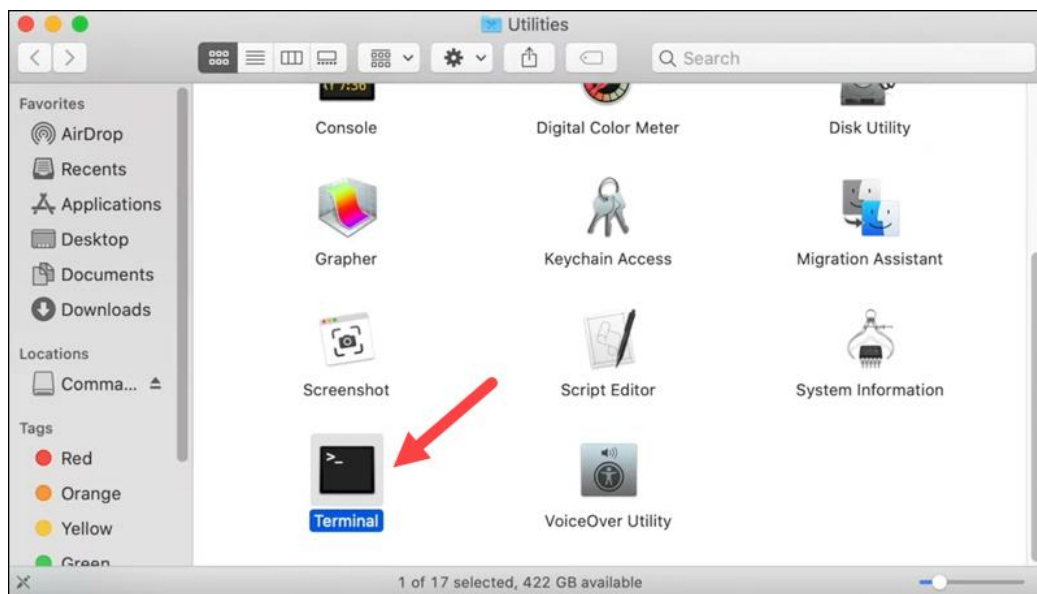 Utilities
Search
Favorites
AirDrop
Recents
Applications
Desktop
Documents
Downloads
Locations
Comma...
Tags
Red
Orange
Yellow
Green
Console
Digital Color Meter
Disk Utility
Grapher
Keychain Access
Migration Assistant
Screenshot
Script Editor
System Information
>_
Terminal
VoiceOver Utility
1 of 17 selected, 422 GB available